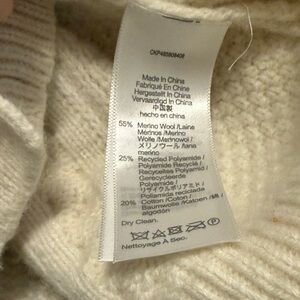 CKP480808408
Made In China
Fabriqué En Chine
Hergestellt In China
Vervaardigd In China
中国製
hecho en china
55% Merino Wool /Laine
Mérinos /Merino
Wolle /Merinowol /
メリノウール /lana
merino
25% Recycled Polyamide /
Polyamide Recyclé /
Recyceltes Polyamid /
Gerecycleerde
Polyamide /
リサイクルポリアミド /
Poliamida reciclada
20% Cotton /Coton /
Baumwolle /Katoen /綿 /
algodón
Dry Clean.
Nettoyage À Sec.